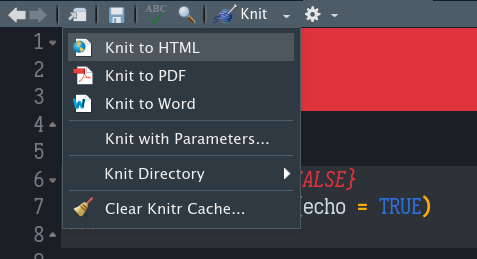 ABC
Knit
1
Knit to HTML
2
Knit to PDF
3
Knit to Word
4
Knit with Parameters...
5
6
Knit Directory
ALSE}
7
(echo = TRUE)
Clear Knitr Cache...
8